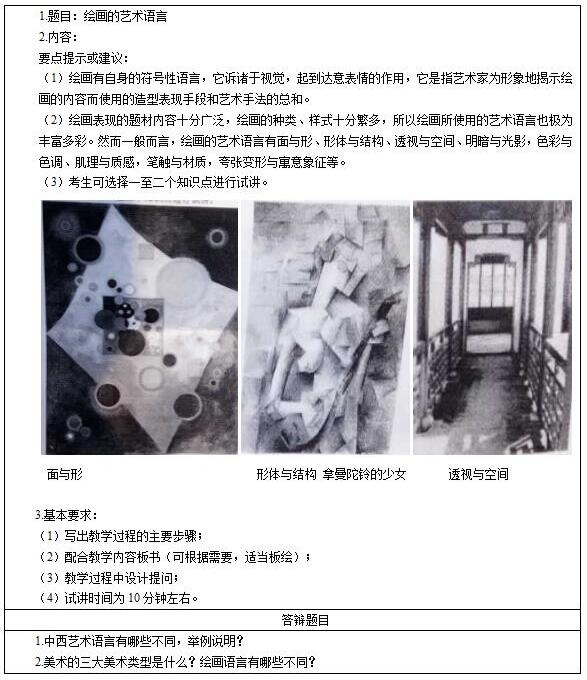 1.题目：绘画的艺术语言
2.内容：
要点提示或建议：
（1）绘画有自身的符号性语言，它诉诸于视觉，起到达意表情的作用，它是指艺术家为形象地揭示绘
画的内容而使用的造型表现手段和艺术手法的总和。
（2）绘画表现的题材内容十分广泛，绘画的种类、样式十分繁多，所以绘画所使用的艺术语言也极为
丰富多彩。然而一般而言，绘画的艺术语言有面与形、形体与结构、透视与空间、明暗与光影，色彩与
色调、肌理与质感，笔触与材质，夸张变形与寓意象征等。
（3）考生可选择一至二个知识点进行试讲。
面与形 形体与结构 拿曼陀铃的少女 透视与空间
3.基本要求：
（1）写出教学过程的主要步骤；
（2）配合教学内容板书（可根据需要，适当板绘）；
（3）教学过程中设计提问；
（4）试讲时间为10分钟左右。
答辩题目
1.中西艺术语言有哪些不同，举例说明？
2.美术的三大美术类型是什么？绘画语言有哪些不同？